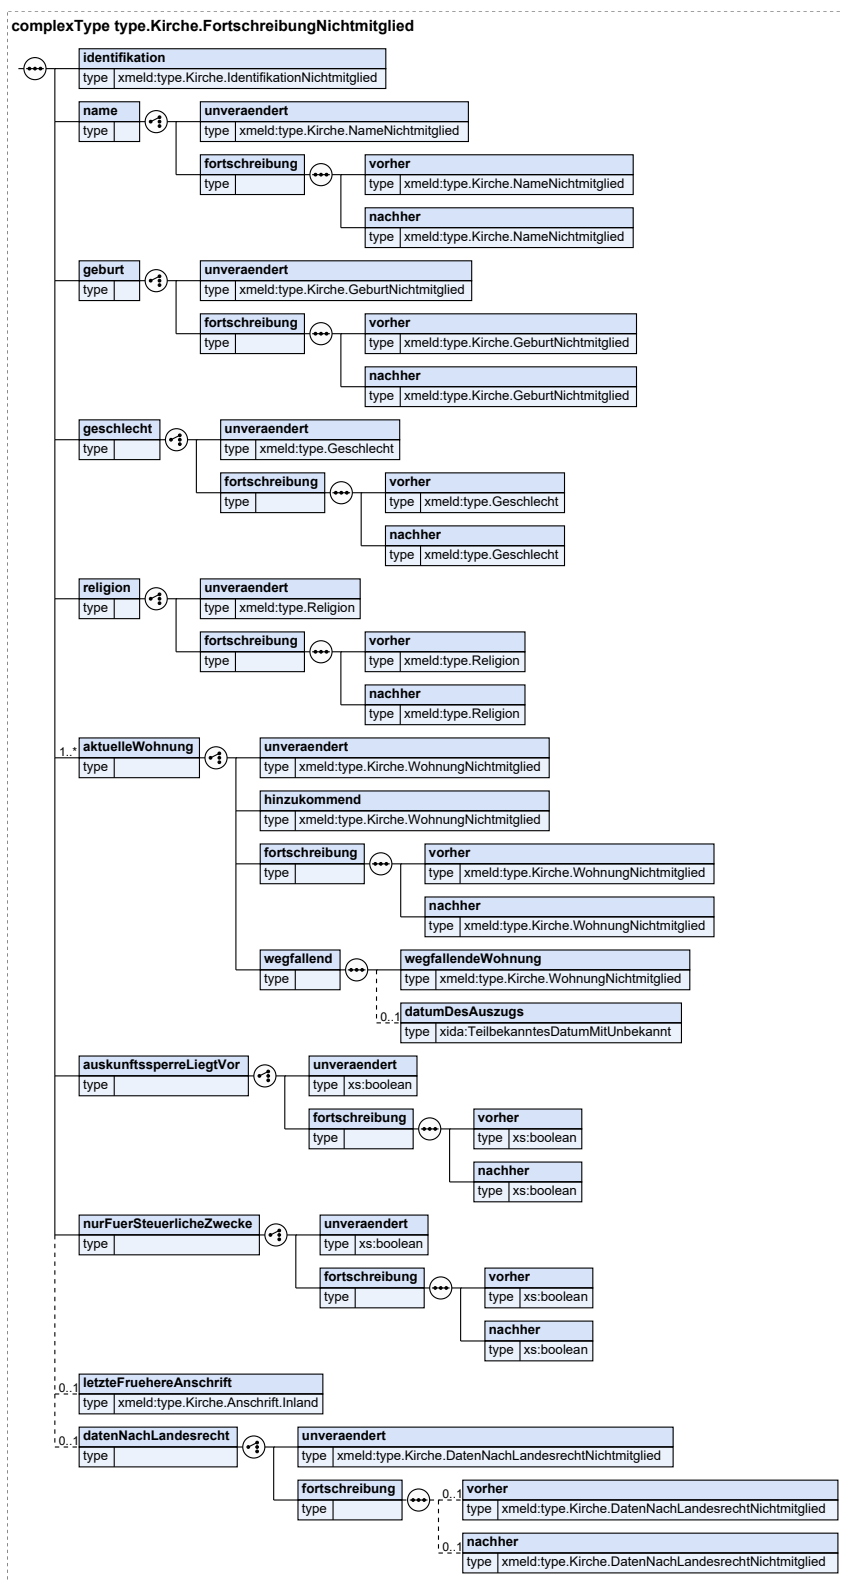 complexType type.Kirche.FortschreibungNichtmitglied
identifikation
type xmeld:type.Kirche.IdentifikationNichtmitglied
name
type
unveraendert
type xmeld:type.Kirche.NameNichtmitglied
fortschreibung
type
vorher
type xmeld:type.Kirche.NameNichtmitglied
nachher
type xmeld:type.Kirche.NameNichtmitglied
geburt
type
unveraendert
type xmeld:type.Kirche.GeburtNichtmitglied
fortschreibung
type
vorher
type xmeld:type.Kirche.GeburtNichtmitglied
nachher
type xmeld:type.Kirche.GeburtNichtmitglied
geschlecht
type
unveraendert
type xmeld:type.Geschlecht
fortschreibung
type
vorher
type xmeld:type.Geschlecht
nachher
type xmeld:type.Geschlecht
religion
type
unveraendert
type xmeld:type.Religion
fortschreibung
type
vorher
type xmeld:type.Religion
nachher
type xmeld:type.Religion
1..*
aktuelleWohnung
type
unveraendert
type xmeld:type.Kirche.WohnungNichtmitglied
hinzukommend
type xmeld:type.Kirche.WohnungNichtmitglied
fortschreibung
type
vorher
type xmeld:type.Kirche.WohnungNichtmitglied
nachher
type xmeld:type.Kirche.WohnungNichtmitglied
wegfallend
type
wegfallendeWohnung
type xmeld:type.Kirche.WohnungNichtmitglied
0..1
datumDesAuszugs
type xida:TeilbekanntesDatumMitUnbekannt
auskunftssperreLiegtVor
type
unveraendert
type xs:boolean
fortschreibung
type
vorher
type xs:boolean
nachher
type xs:boolean
nurFuerSteuerlicheZwecke
type
unveraendert
type xs:boolean
fortschreibung
type
vorher
type xs:boolean
nachher
type xs:boolean
0..1
letzteFruehereAnschrift
type xmeld:type.Kirche.Anschrift.Inland
0..1
datenNachLandesrecht
type
unveraendert
type xmeld:type.Kirche.DatenNachLandesrechtNichtmitglied
fortschreibung
type
0..1
vorher
type xmeld:type.Kirche.DatenNachLandesrechtNichtmitglied
0..1
nachher
type xmeld:type.Kirche.DatenNachLandesrechtNichtmitglied